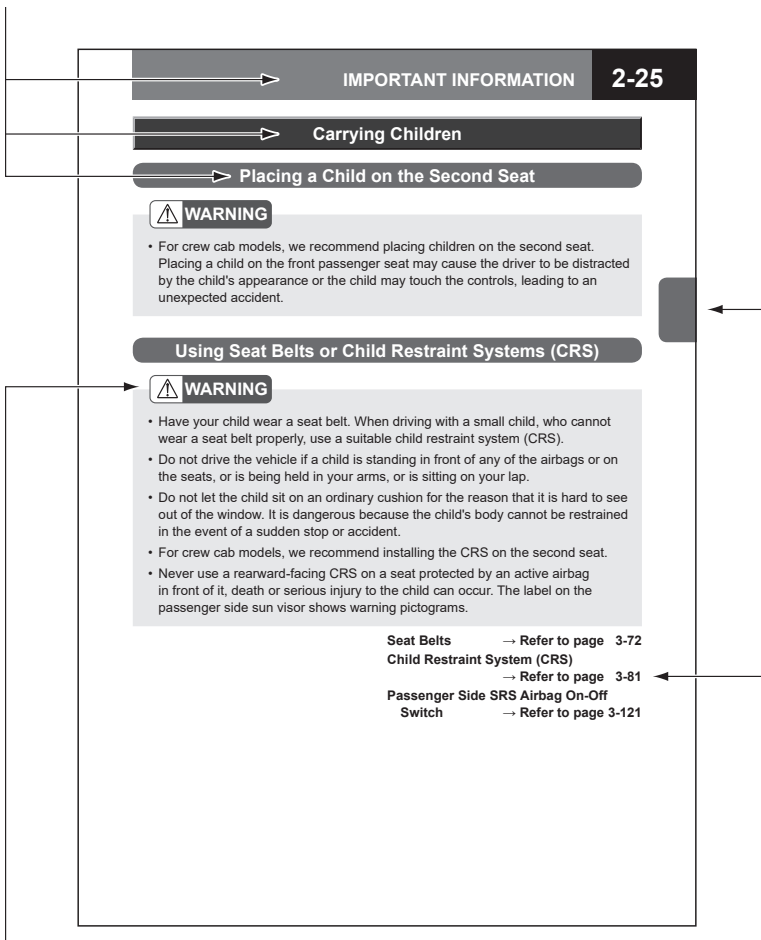 IMPORTANT INFORMATION 2-25
Carrying Children
Placing a Child on the Second Seat
WARNING
• For crew cab models, we recommend placing children on the second seat.
Placing a child on the front passenger seat may cause the driver to be distracted
by the child's appearance or the child may touch the controls, leading to an
unexpected accident.
Using Seat Belts or Child Restraint Systems (CRS)
WARNING
• Have your child wear a seat belt. When driving with a small child, who cannot
wear a seat belt properly, use a suitable child restraint system (CRS).
• Do not drive the vehicle if a child is standing in front of any of the airbags or on
the seats, or is being held in your arms, or is sitting on your lap.
• Do not let the child sit on an ordinary cushion for the reason that it is hard to see
out of the window. It is dangerous because the child's body cannot be restrained
in the event of a sudden stop or accident.
• For crew cab models, we recommend installing the CRS on the second seat.
• Never use a rearward-facing CRS on a seat protected by an active airbag
in front of it, death or serious injury to the child can occur. The label on the
passenger side sun visor shows warning pictograms.
Seat Belts → Refer to page 3-72
Child Restraint System (CRS)
→ Refer to page 3-81
Passenger Side SRS Airbag On-Off
Switch → Refer to page 3-121